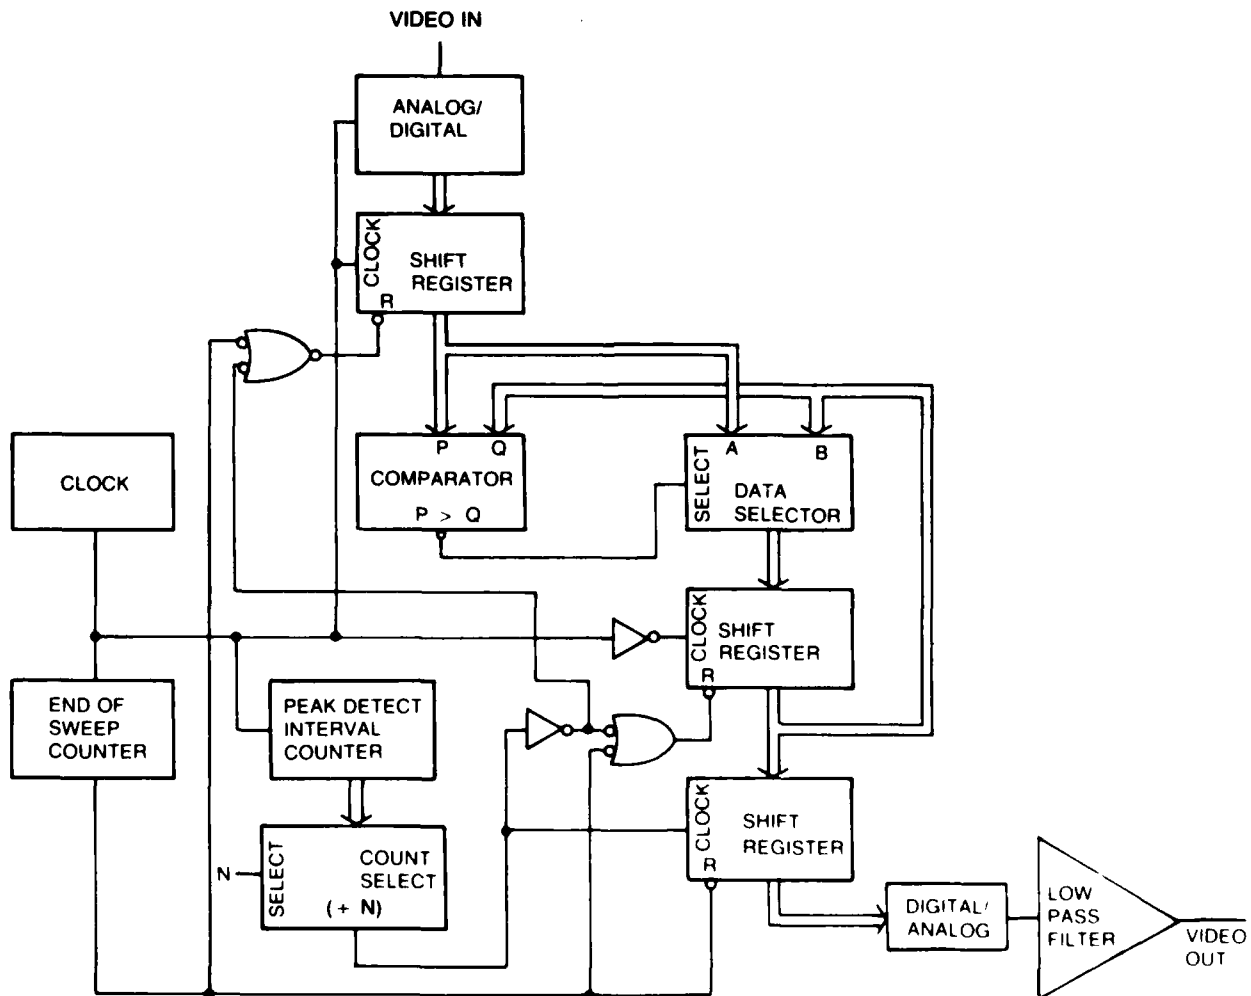 VIDEO IN
ANALOG/
DIGITAL
CLOCK
SHIFT
REGISTER
R
P
Q
COMPARATOR
P > Q
A
B
SELECT
DATA
SELECTOR
CLOCK
CLOCK
SHIFT
REGISTER
R
END OF
SWEEP
COUNTER
PEAK DETECT
INTERVAL
COUNTER
CLOCK
SHIFT
REGISTER
R
N
SELECT
COUNT
SELECT
(+ N)
DIGITAL/
ANALOG
LOW
PASS
FILTER
VIDEO
OUT